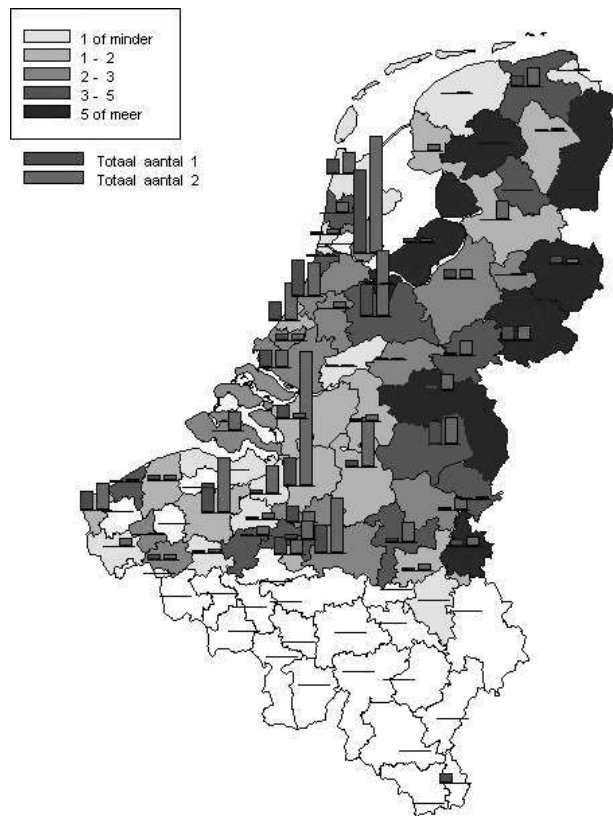 1 of minder
1 - 2
2 - 3
3 - 5
5 of meer
Totaal aantal 1
Totaal aantal 2